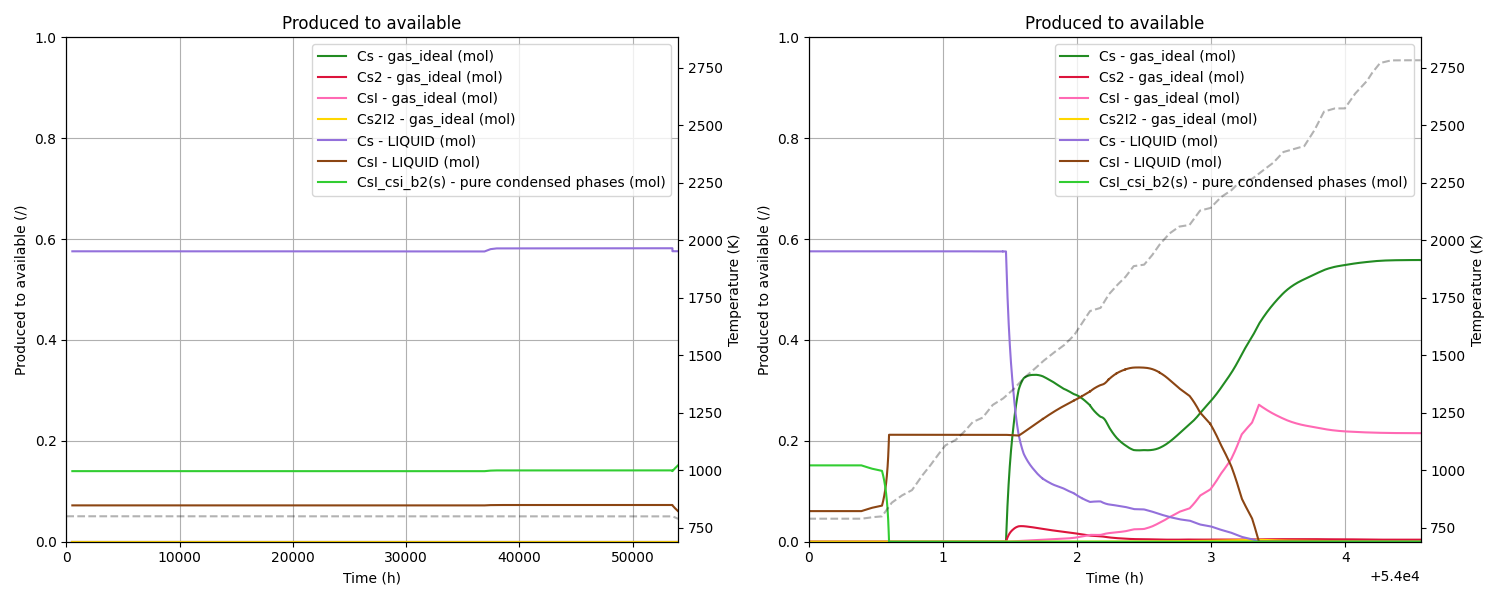 Produced to available
1.0
0.8
0.6
0.4
0.2
0.0
Produced to available (/)
Cs - gas_ideal (mol)
Cs2 - gas_ideal (mol)
CsI - gas_ideal (mol)
Cs2I2 - gas_ideal (mol)
Cs - LIQUID (mol)
CsI - LIQUID (mol)
CsI_csi_b2(s) - pure condensed phases (mol)
2750
2500
2250
2000
1750
1500
1250
1000
750
Temperature (K)
0 10000 20000 30000 40000 50000
Time (h)
Produced to available
1.0
0.8
0.6
0.4
0.2
0.0
Produced to available (/)
Cs - gas_ideal (mol)
Cs2 - gas_ideal (mol)
CsI - gas_ideal (mol)
Cs2I2 - gas_ideal (mol)
Cs - LIQUID (mol)
CsI - LIQUID (mol)
CsI_csi_b2(s) - pure condensed phases (mol)
2750
2500
2250
2000
1750
1500
1250
1000
750
Temperature (K)
0 1 2 3 4
+5.4e4
Time (h)